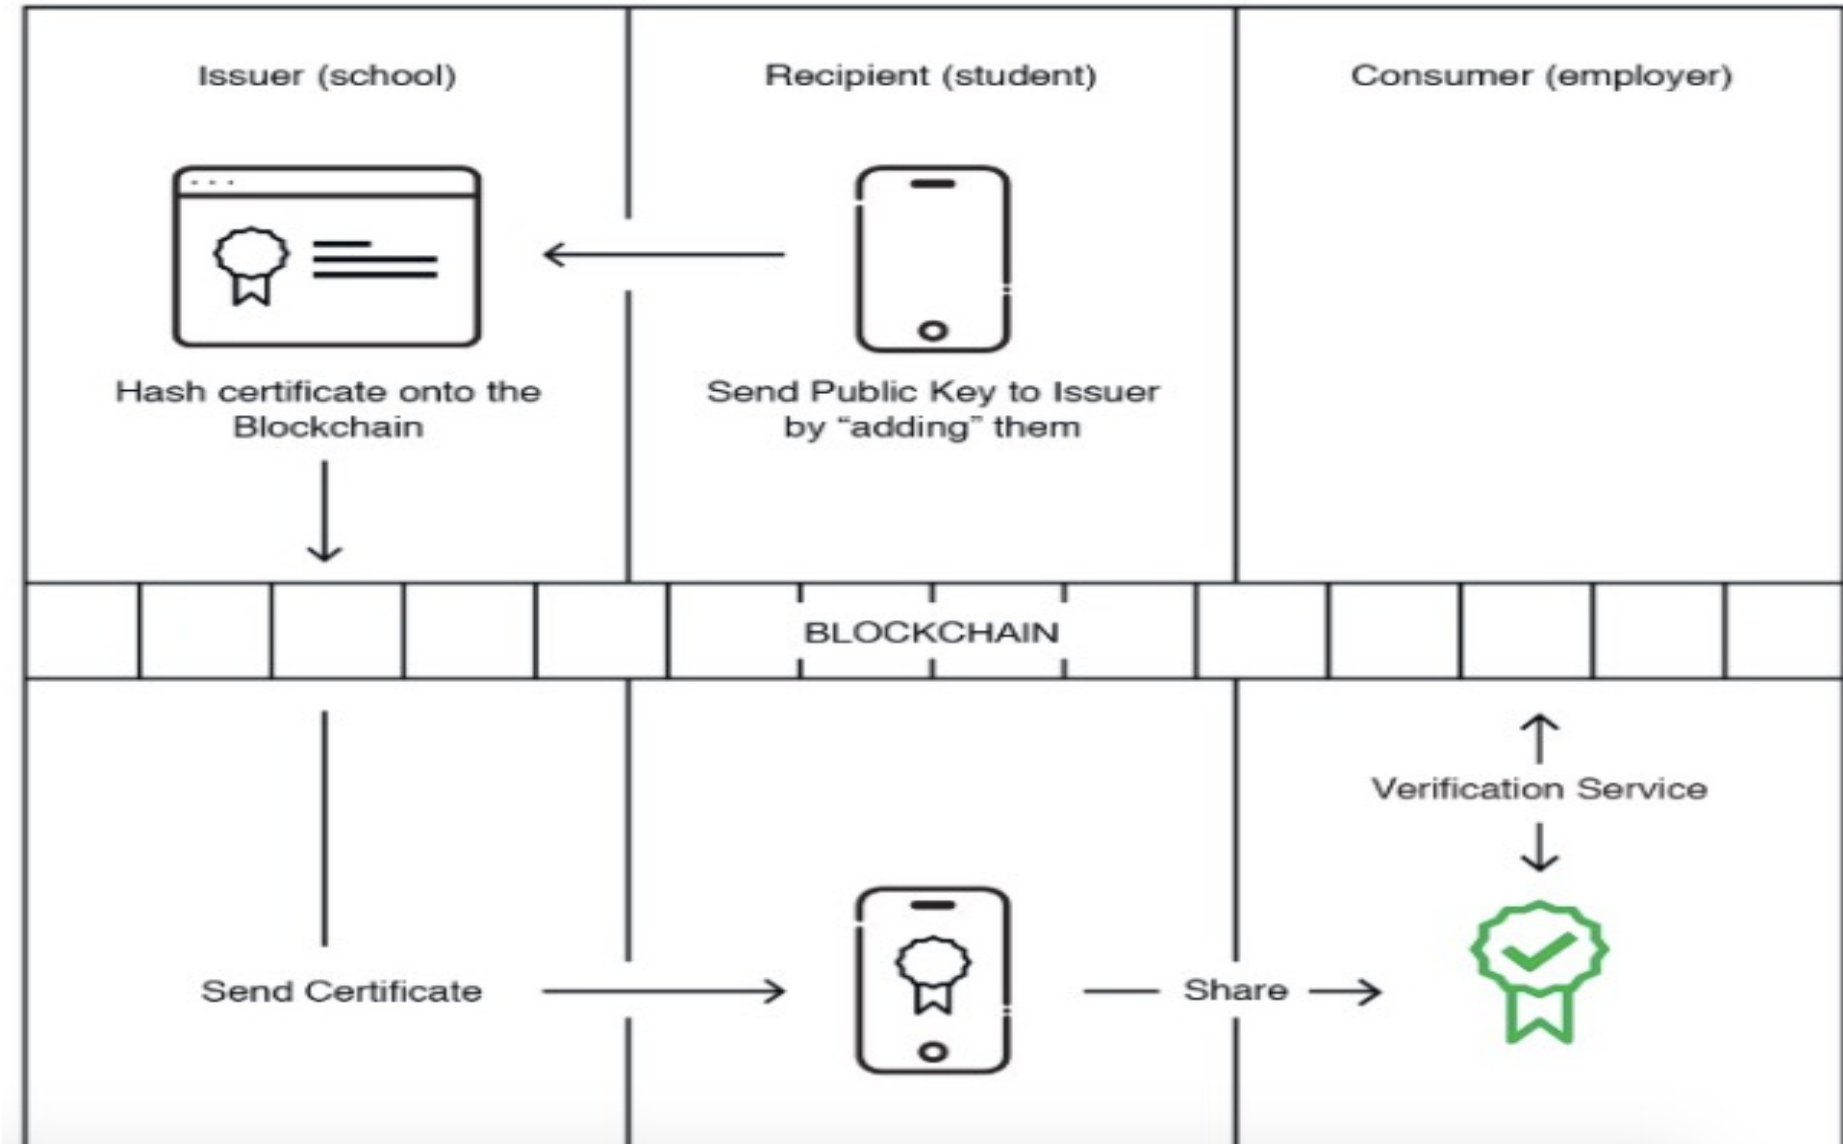 Issuer (school)
Recipient (student)
Consumer (employer)
Hash certificate onto the
Blockchain
Send Public Key to Issuer
by “adding” them
BLOCKCHAIN
Verification Service
Send Certificate
Share